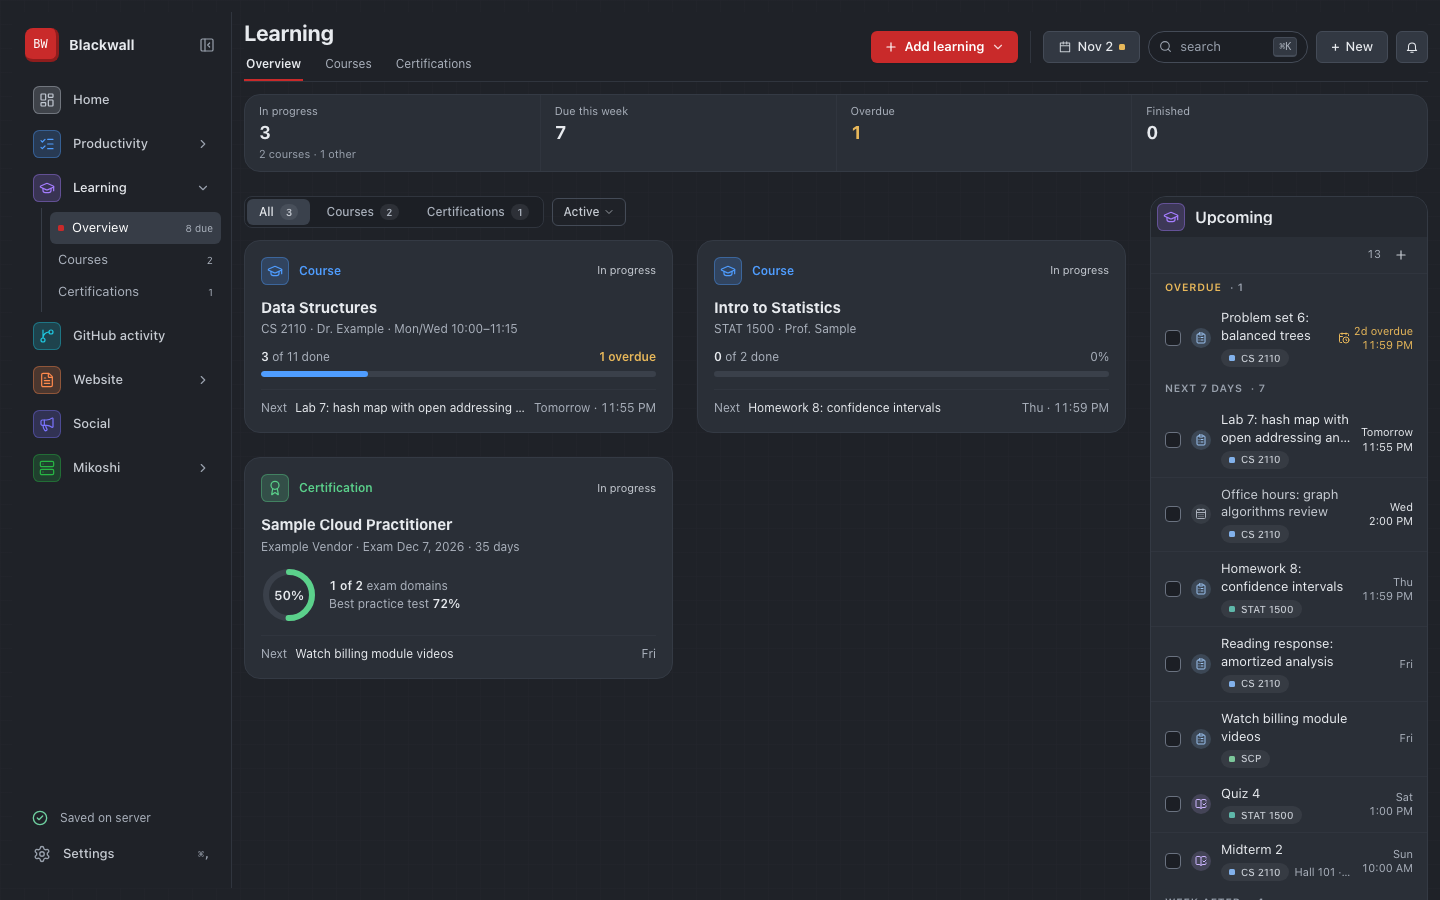 BW
Blackwall
Home
Productivity
Learning
Overview
8 due
Courses
2
Certifications
1
GitHub activity
Website
Social
Mikoshi
Saved on server
Settings
⌘,
Learning
Overview
Courses
Certifications
Add learning
Nov 2
search
⌘K
+ New
In progress
3
2 courses · 1 other
Due this week
7
Overdue
1
Finished
0
All 3
Courses 2
Certifications 1
Active
Course
In progress
Data Structures
CS 2110 · Dr. Example · Mon/Wed 10:00–11:15
3 of 11 done
1 overdue
Next Lab 7: hash map with open addressing ... Tomorrow · 11:55 PM
Course
In progress
Intro to Statistics
STAT 1500 · Prof. Sample
0 of 2 done
0%
Next Homework 8: confidence intervals Thu · 11:59 PM
Certification
In progress
Sample Cloud Practitioner
Example Vendor · Exam Dec 7, 2026 · 35 days
50%
1 of 2 exam domains
Best practice test 72%
Next Watch billing module videos Fri
Upcoming
13 +
OVERDUE · 1
Problem set 6:
balanced trees
CS 2110
2d overdue
11:59 PM
NEXT 7 DAYS · 7
Lab 7: hash map with
open addressing an...
CS 2110
Tomorrow
11:55 PM
Office hours: graph
algorithms review
CS 2110
Wed
2:00 PM
Homework 8:
confidence intervals
STAT 1500
Thu
11:59 PM
Reading response:
amortized analysis
CS 2110
Fri
Watch billing module
videos
SCP
Fri
Quiz 4
STAT 1500
Sat
1:00 PM
Midterm 2
CS 2110 Hall 101 ·...
Sun
10:00 AM